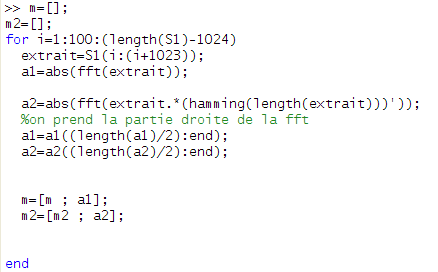 >> m=[];
m2=[];
for i=1:100:(length(S1)-1024)
extrait=S1(i:(i+1023));
a1=abs(fft(extrait));
a2=abs(fft(extrait.*(hamming(length(extrait)))'));
%on prend la partie droite de la fft
a1=a1((length(a1)/2):end);
a2=a2((length(a2)/2):end);
m=[m ; a1];
m2=[m2 ; a2];
end